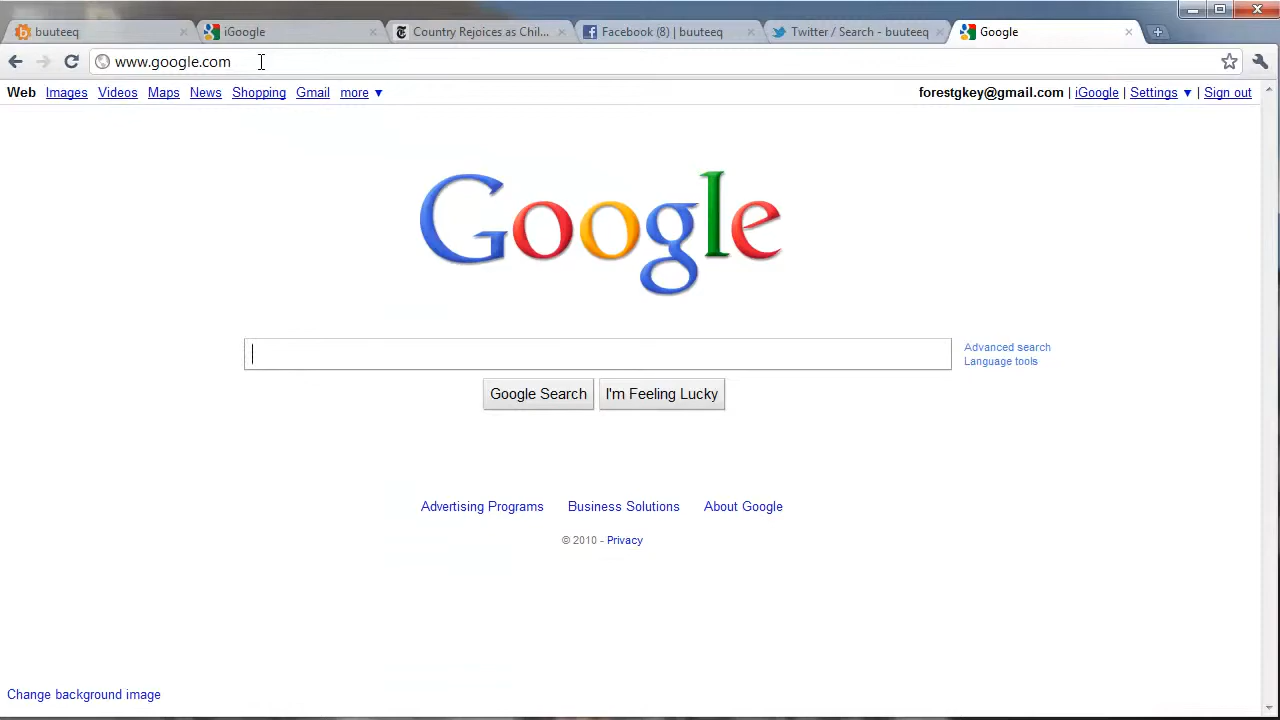 buuteeq
iGoogle
Country Rejoices as Chil...
Facebook (8) | buuteeq
Twitter / Search - buuteeq
Google
www.google.com
Web Images Videos Maps News Shopping Gmail more ▼
forestgkey@gmail.com | iGoogle | Settings ▼ | Sign out
Google
Advanced search
Language tools
Google Search
I'm Feeling Lucky
Advertising Programs Business Solutions About Google
© 2010 - Privacy
Change background image